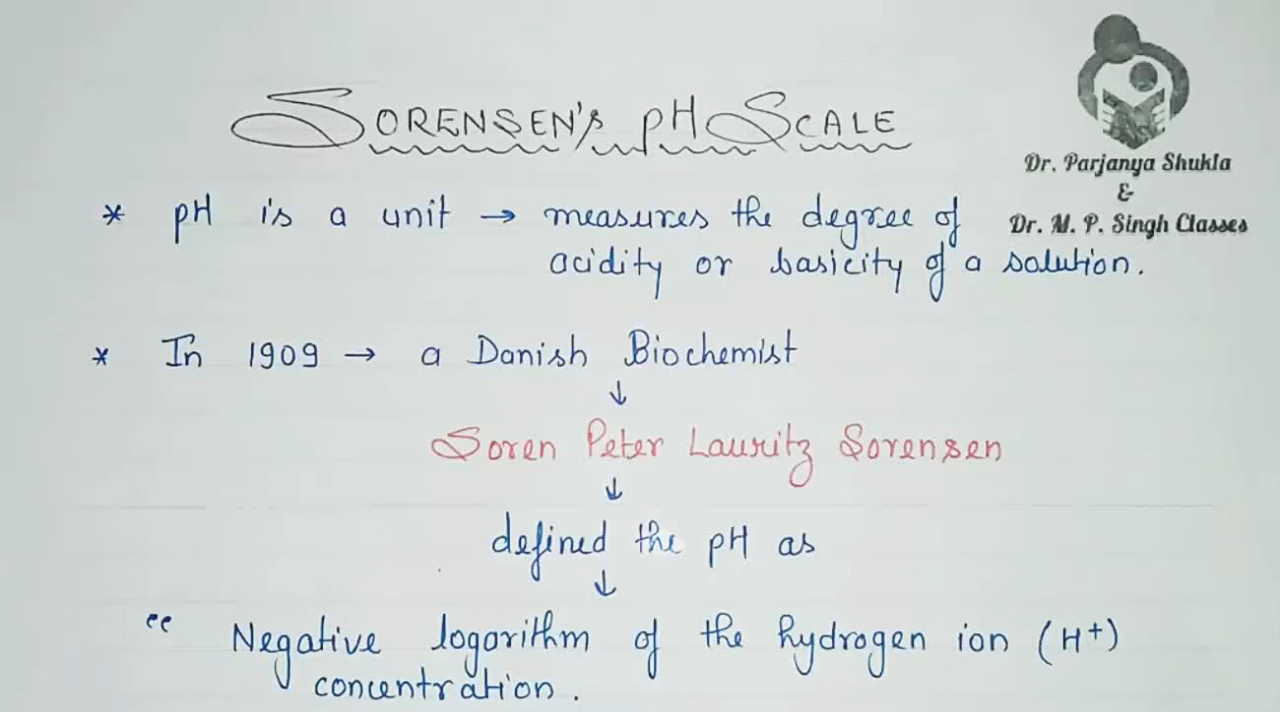 SORENSEN'S pH SCALE
Dr. Parjanya Shukla
&
Dr. M. P. Singh Classes
* pH is a unit → measures the degree of
acidity or basicity of a solution.
* In 1909 → a Danish Biochemist
↓
Soren Peter Lauritz Sorensen
↓
defined the pH as
↓
“ Negative logarithm of the hydrogen ion (H+)
concentration.